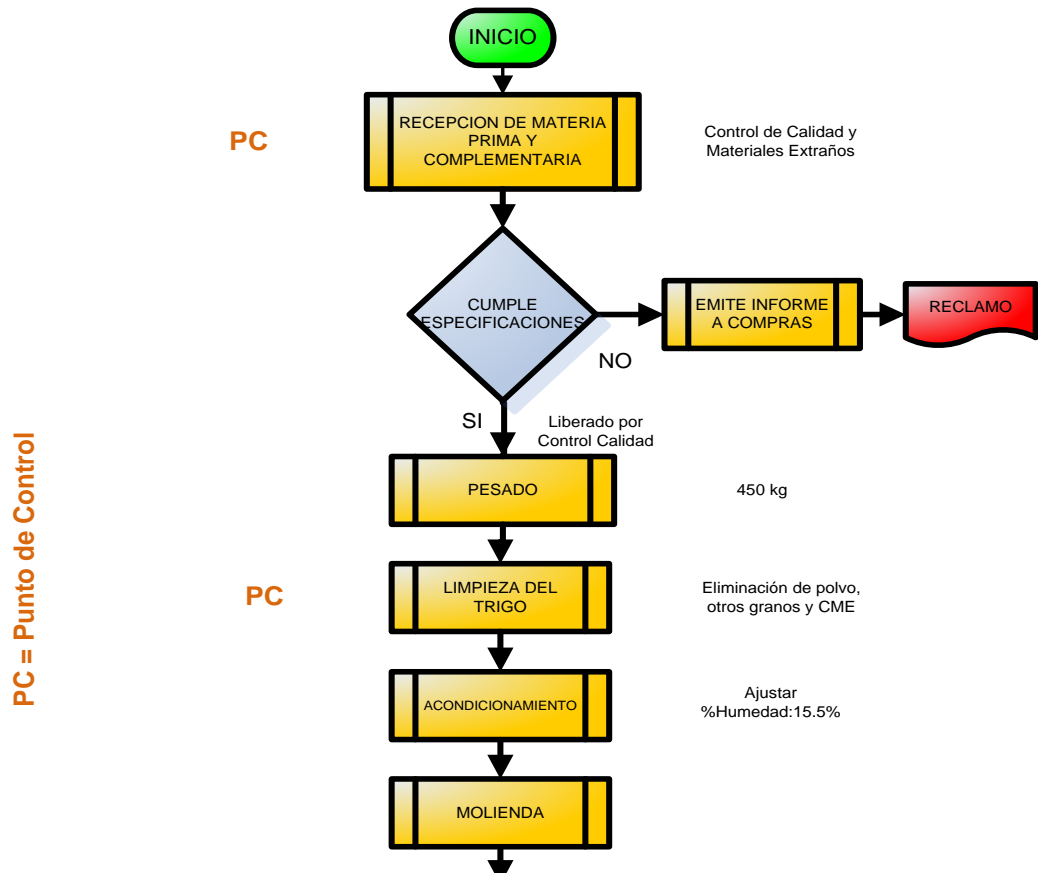 INICIO
PC
RECEPCION DE MATERIA
PRIMA Y
COMPLEMENTARIA
Control de Calidad y
Materiales Extraños
CUMPLE
ESPECIFICACIONES
EMITE INFORME
A COMPRAS
RECLAMO
NO
SI
Liberado por
Control Calidad
PESADO
450 kg
PC
LIMPIEZA DEL
TRIGO
Eliminación de polvo,
otros granos y CME
ACONDICIONAMIENTO
Ajustar
%Humedad:15.5%
MOLIENDA
PC = Punto de Control